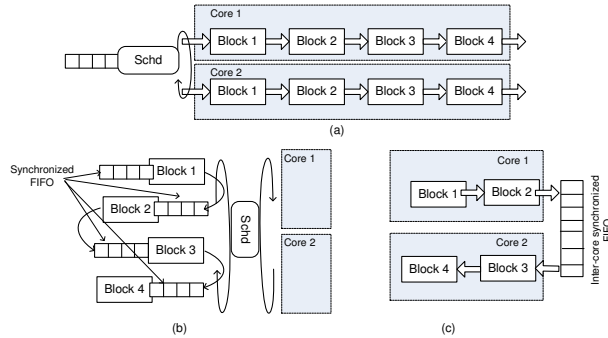 Core 1
Block 1 Block 2 Block 3 Block 4
Schd
Core 2
Block 1 Block 2 Block 3 Block 4
(a)
Synchronized
FIFO
Block 1
Block 2
Block 3
Block 4
Schd
Core 1
Core 2
(b)
Core 1
Block 1 Block 2
Core 2
Block 4 Block 3
Inter-core synchronized
FIFO
(c)